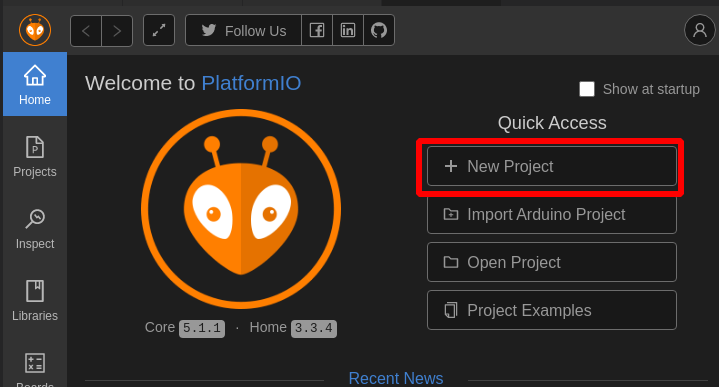 Follow Us
Home
Projects
Inspect
Libraries
Boards
Welcome to PlatformIO
Show at startup
Quick Access
New Project
Import Arduino Project
Open Project
Project Examples
Core 5.1.1 · Home 3.3.4
Recent News